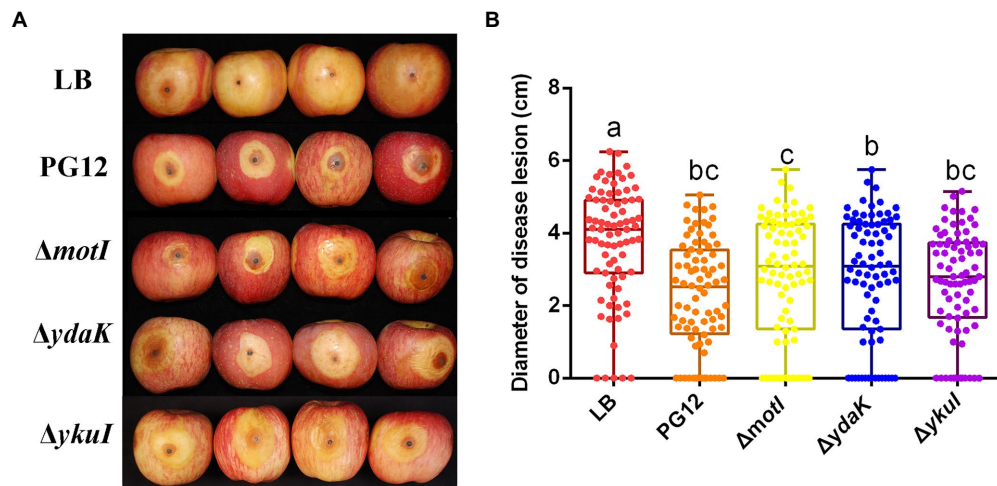 A
LB
PG12
ΔmotI
ΔydaK
ΔykuI
B
Diameter of disease lesion (cm)
8
6
4
2
0
a
bc
c
b
bc
LB
PG12
ΔmotI
ΔydaK
ΔykuI